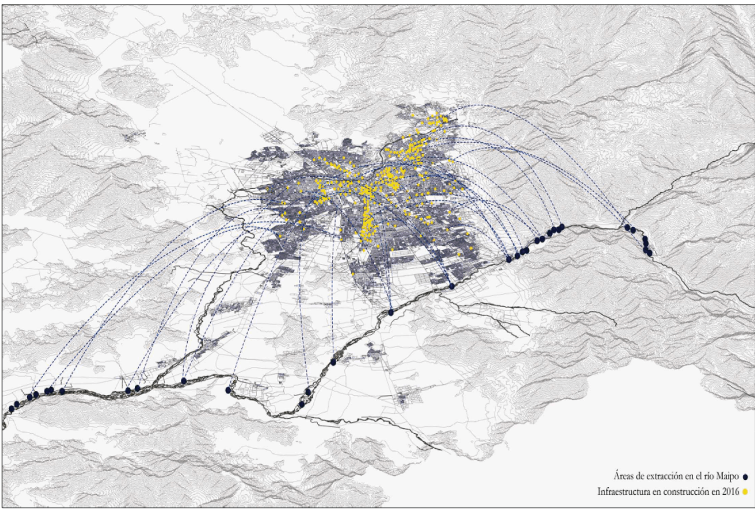 Áreas de extracción en el río Maipo
Infraestructura en construcción en 2016